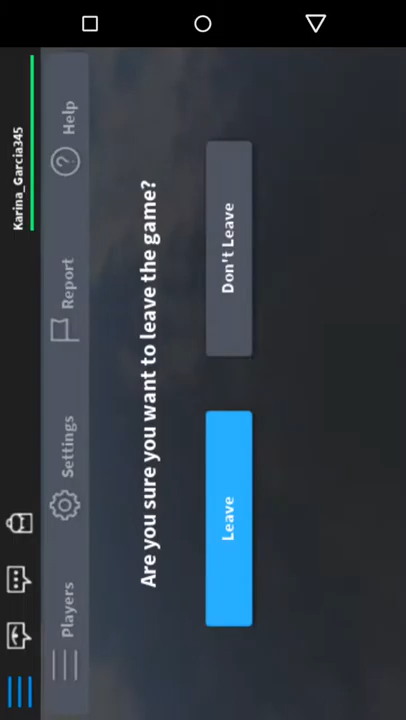 Karina_Garcia345
Players
Settings
Report
Help
Are you sure you want to leave the game?
Leave
Don't Leave